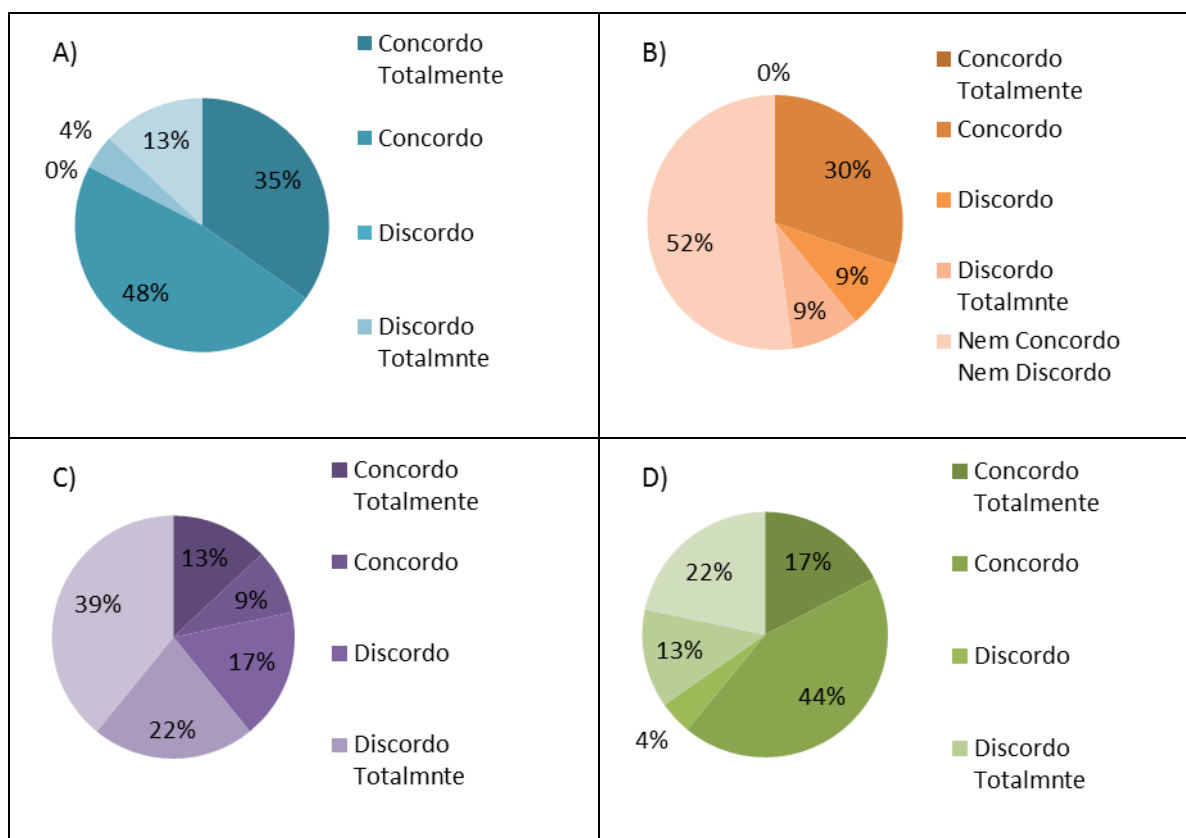 A)
Concordo
Totalmente
Concordo
Discordo
Discordo
Totalmnte
4%
13%
0%
35%
48%
B)
0%
Concordo
Totalmente
Concordo
Discordo
Discordo
Totalmnte
Nem Concordo
Nem Discordo
30%
52%
9%
9%
C)
Concordo
Totalmente
Concordo
Discordo
Discordo
Totalmnte
13%
9%
39%
17%
22%
D)
Concordo
Totalmente
Concordo
Discordo
Discordo
Totalmnte
17%
22%
13%
44%
4%